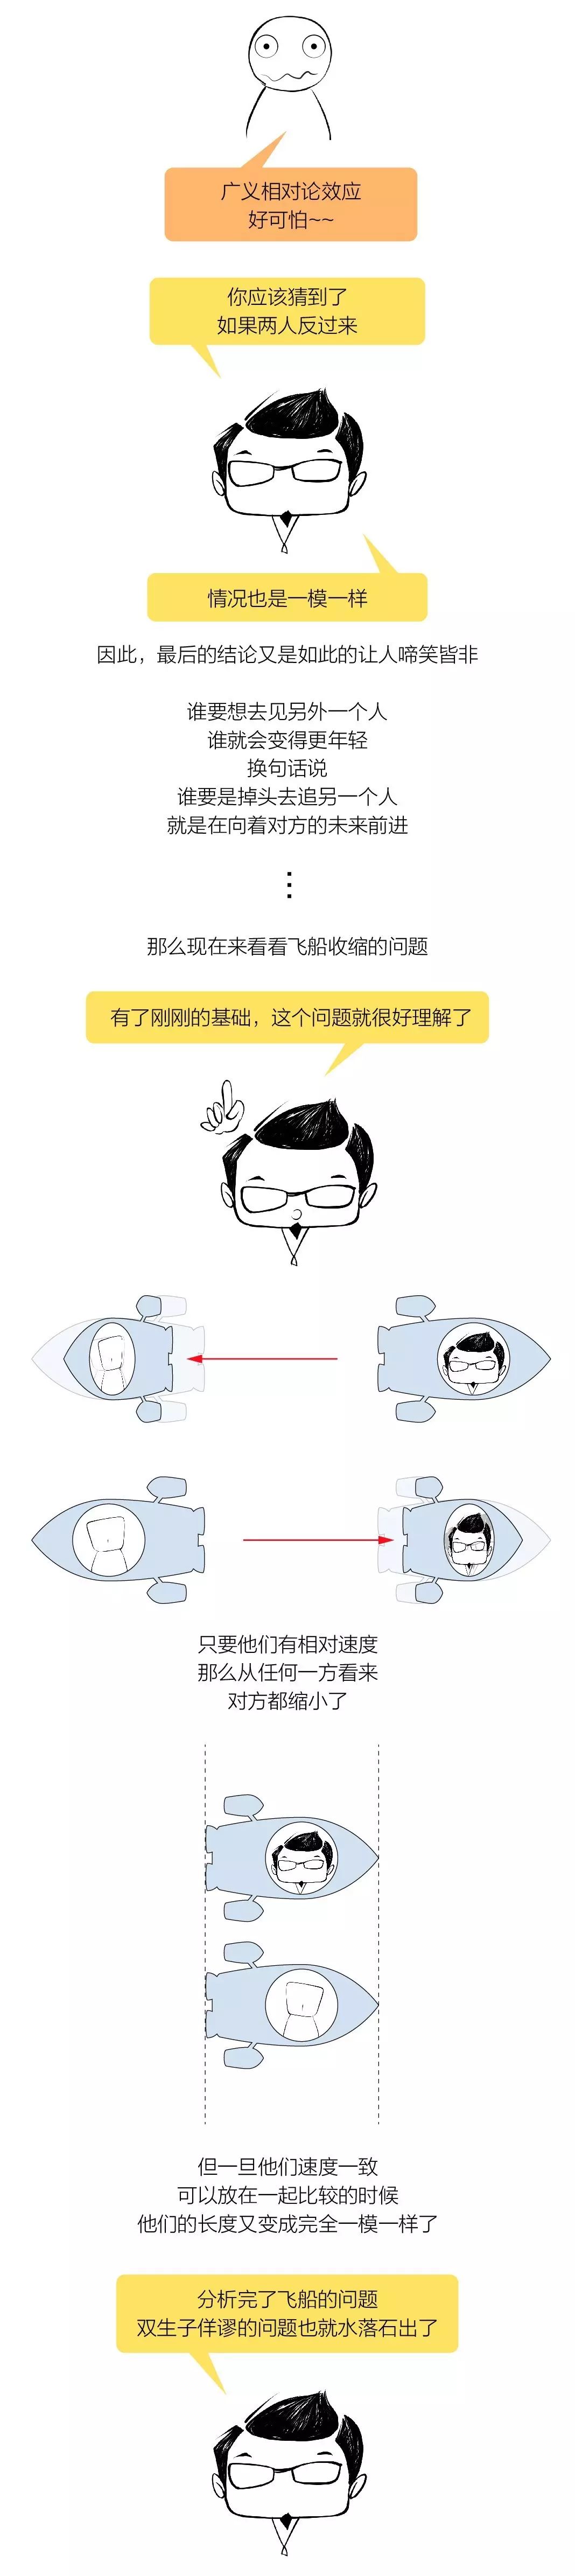 广义相对论效应
好可怕~~
你应该猜到了
如果两人反过来
情况也是一模一样
因此，最后的结论又是如此的让人啼笑皆非
谁要想去见另外一个人
谁就会变得更年轻
换句话说
谁要是掉头去追另一个人
就是在向着对方的未来前进
⋮
那么现在来看看飞船收缩的问题
有了刚刚的基础，这个问题就很好理解了
只要他们有相对速度
那么从任何一方看来
对方都缩小了
但一旦他们速度一致
可以放在一起比较的时候
他们的长度又变成完全一模一样了
分析完了飞船的问题
双生子佯谬的问题也就水落石出了